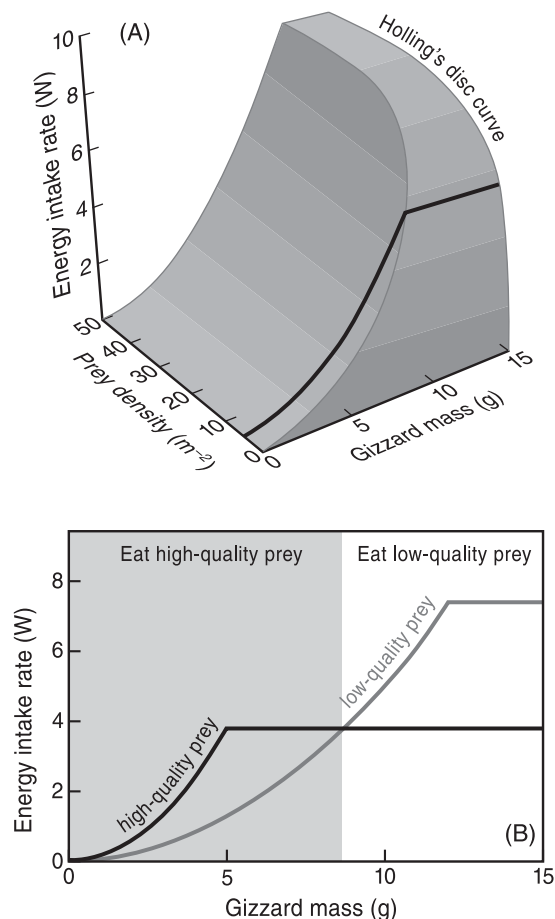 (A)
Holling's disc curve
Energy intake rate (W)
10
8
6
4
2
50
40
30
20
10
0
Prey density (m⁻²)
0
5
10
15
Gizzard mass (g)
Eat high-quality prey
Eat low-quality prey
high-quality prey
low-quality prey
Energy intake rate (W)
8
6
4
2
0
(B)
0
5
10
15
Gizzard mass (g)